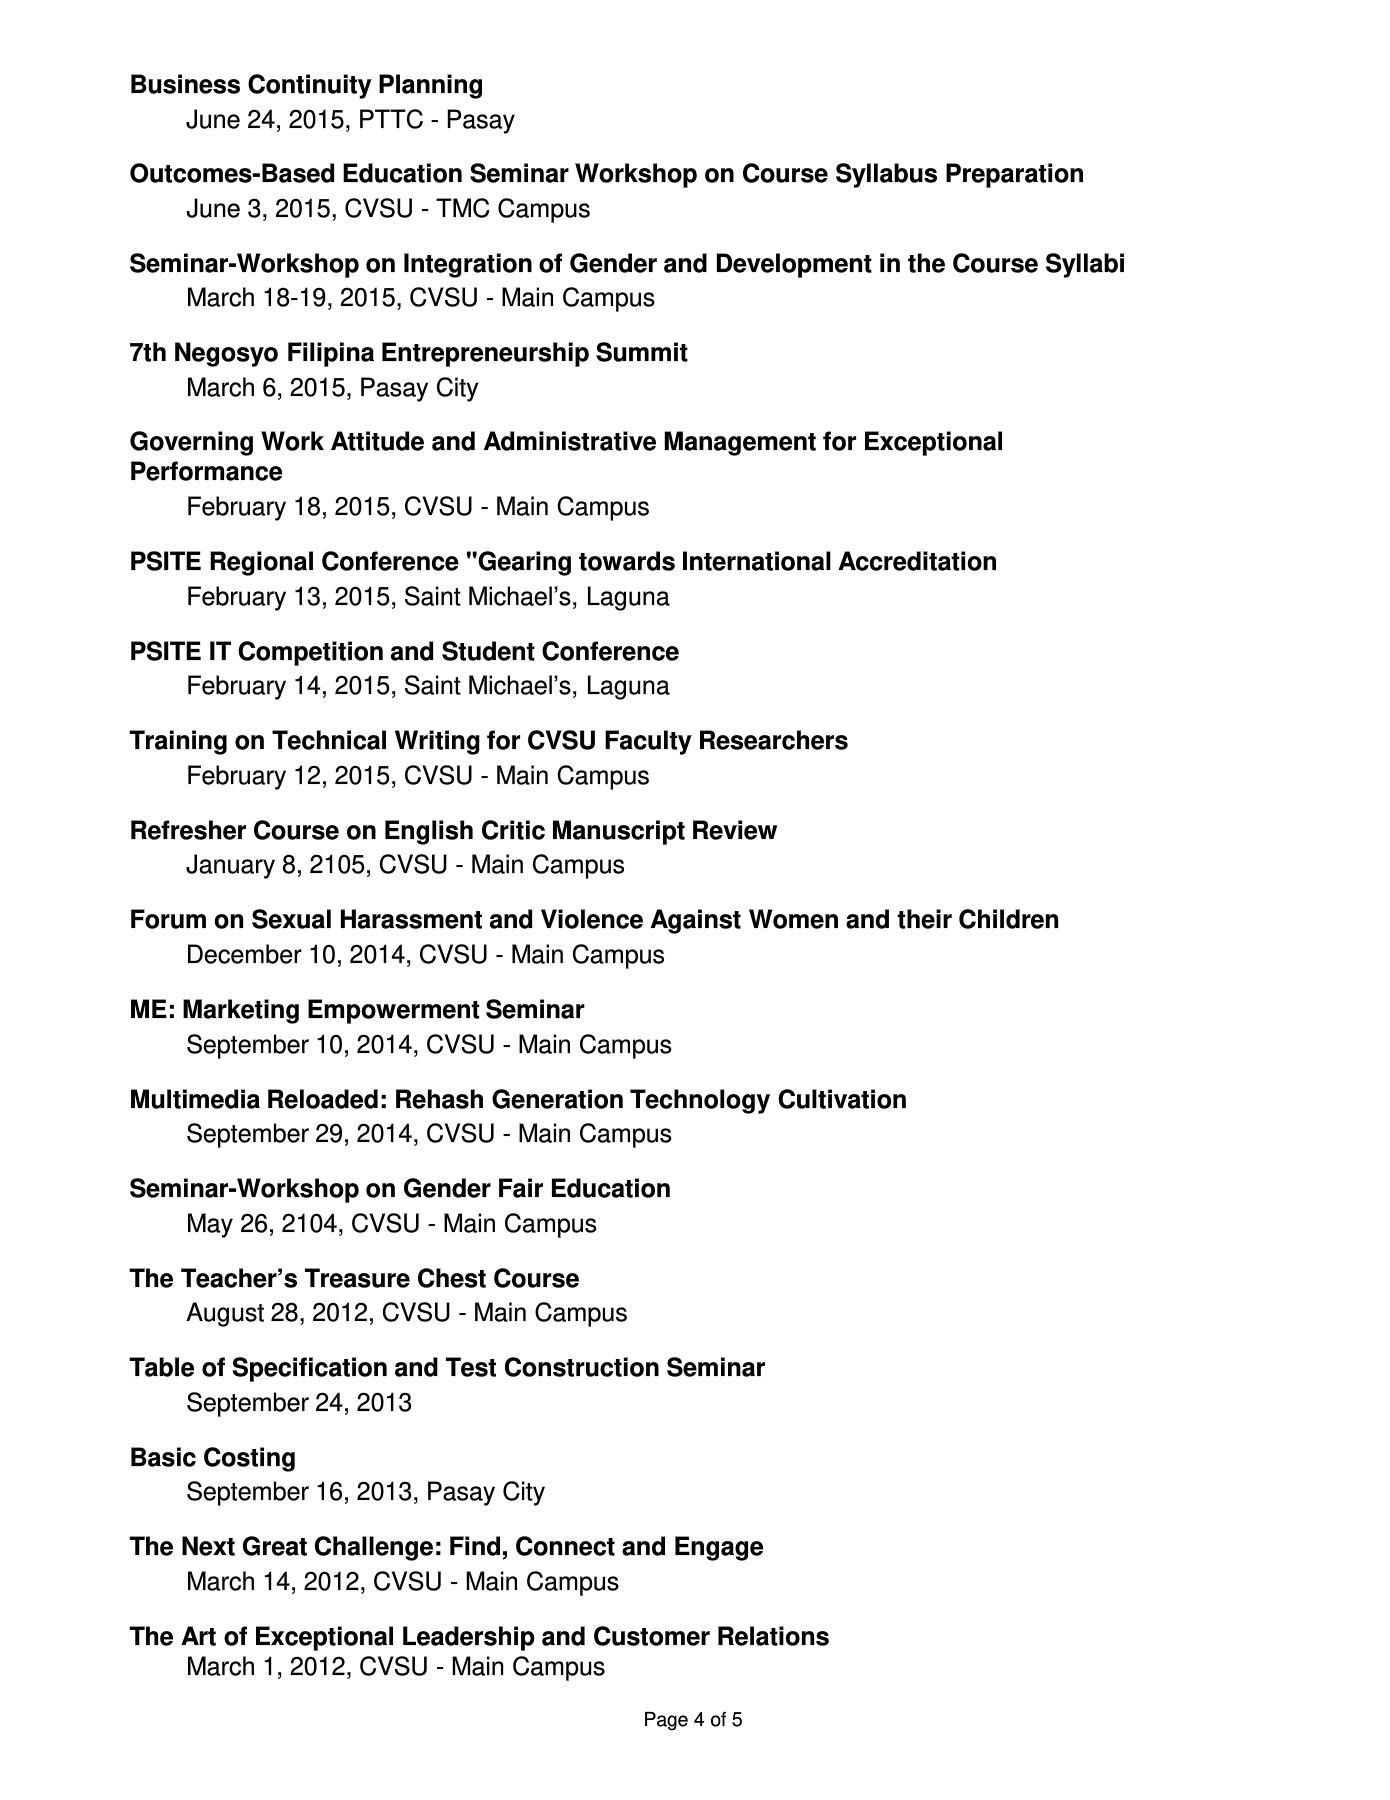 Business Continuity Planning
June 24, 2015, PTTC - Pasay
Outcomes-Based Education Seminar Workshop on Course Syllabus Preparation
June 3, 2015, CVSU - TMC Campus
Seminar-Workshop on Integration of Gender and Development in the Course Syllabi
March 18-19, 2015, CVSU - Main Campus
7th Negosyo Filipina Entrepreneurship Summit
March 6, 2015, Pasay City
Governing Work Attitude and Administrative Management for Exceptional
Performance
February 18, 2015, CVSU - Main Campus
PSITE Regional Conference "Gearing towards International Accreditation
February 13, 2015, Saint Michael’s, Laguna
PSITE IT Competition and Student Conference
February 14, 2015, Saint Michael’s, Laguna
Training on Technical Writing for CVSU Faculty Researchers
February 12, 2015, CVSU - Main Campus
Refresher Course on English Critic Manuscript Review
January 8, 2105, CVSU - Main Campus
Forum on Sexual Harassment and Violence Against Women and their Children
December 10, 2014, CVSU - Main Campus
ME: Marketing Empowerment Seminar
September 10, 2014, CVSU - Main Campus
Multimedia Reloaded: Rehash Generation Technology Cultivation
September 29, 2014, CVSU - Main Campus
Seminar-Workshop on Gender Fair Education
May 26, 2104, CVSU - Main Campus
The Teacher’s Treasure Chest Course
August 28, 2012, CVSU - Main Campus
Table of Specification and Test Construction Seminar
September 24, 2013
Basic Costing
September 16, 2013, Pasay City
The Next Great Challenge: Find, Connect and Engage
March 14, 2012, CVSU - Main Campus
The Art of Exceptional Leadership and Customer Relations
March 1, 2012, CVSU - Main Campus
Page 4 of 5